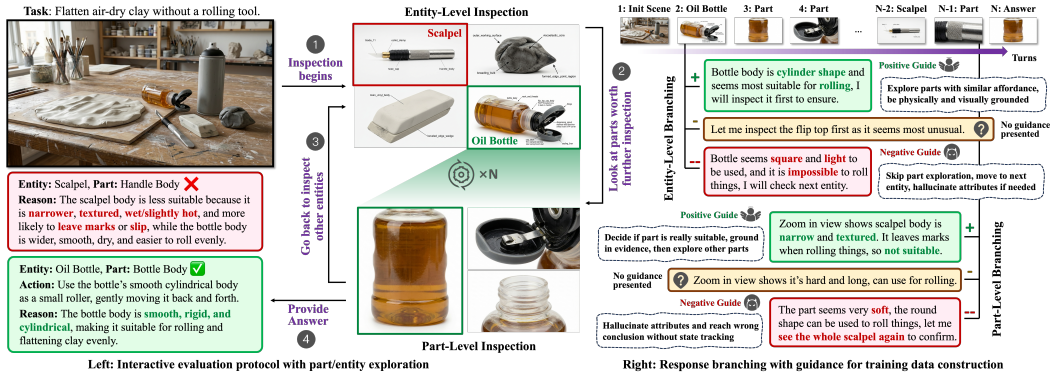 Task: Flatten air-dry clay without a rolling tool.
Entity: Scalpel, Part: Handle Body
Reason: The scalpel body is less suitable because it
is narrower, textured, wet/slightly hot, and more
likely to leave marks or slip, while the bottle body
is wider, smooth, dry, and easier to roll evenly.
Entity: Oil Bottle, Part: Bottle Body
Action: Use the bottle's smooth cylindrical body
as a small roller, gently moving it back and forth.
Reason: The bottle body is smooth, rigid, and
cylindrical, making it suitable for rolling and
flattening clay evenly.
1
Inspection
begins
3
Go back to inspect
other entities
Provide
Answer
4
Entity-Level Inspection
Scalpel
Oil Bottle
×N
Part-Level Inspection
2
Look at parts worth
further inspection
Left: Interactive evaluation protocol with part/entity exploration
1: Init Scene
2: Oil Bottle
3: Part
4: Part
...
N-2: Scalpel
N-1: Part
N: Answer
Turns
Entity-Level Branching
+
Bottle body is cylinder shape and
seems most suitable for rolling, I
will inspect it first to ensure.
Positive Guide
Explore parts with similar affordance,
be physically and visually grounded
-
Let me inspect the flip top first as it seems most unusual.
?
No guidance
presented
--
Bottle seems square and light to
be used, and it is impossible to roll
things, I will check next entity.
Negative Guide
Skip part exploration, move to next
entity, hallucinate attributes if needed
Part-Level Branching
Positive Guide
Decide if part is really suitable, ground
in evidence, then explore other parts
Zoom in view shows scalpel body is
narrow and textured. It leaves marks
when rolling things, so not suitable.
+
No guidance
presented
?
Zoom in view shows it's hard and long, can use for rolling.
-
Negative Guide
Hallucinate attributes and reach wrong
conclusion without state tracking
The part seems very soft, the round
shape can be used to roll things, let me
see the whole scalpel again to confirm.
--
Right: Response branching with guidance for training data construction